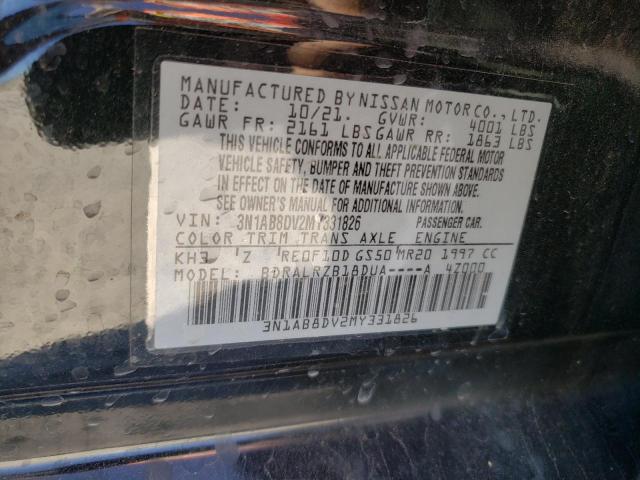 MANUFACTURED BY NISSAN MOTOR CO., LTD.
DATE: 10/21. GVWR: 4001 LBS
GAWR FR: 2161 LBS GAWR RR: 1863 LBS
THIS VEHICLE CONFORMS TO ALL APPLICABLE FEDERAL MOTOR
VEHICLE SAFETY, BUMPER AND THEFT PREVENTION STANDARDS
IN EFFECT ON THE DATE OF MANUFACTURE SHOWN ABOVE.
SEE OWNER'S MANUAL FOR ADDITIONAL INFORMATION.
VIN: 3N1AB8DV2MY331826 PASSENGER CAR.
COLOR TRIM TRANS AXLE ENGINE
KH3 'Z RE0F10D GS50 MR20 1997 CC
MODEL: BDRALRZB18DUA----A 4Z000
3N1AB8DV2MY331826